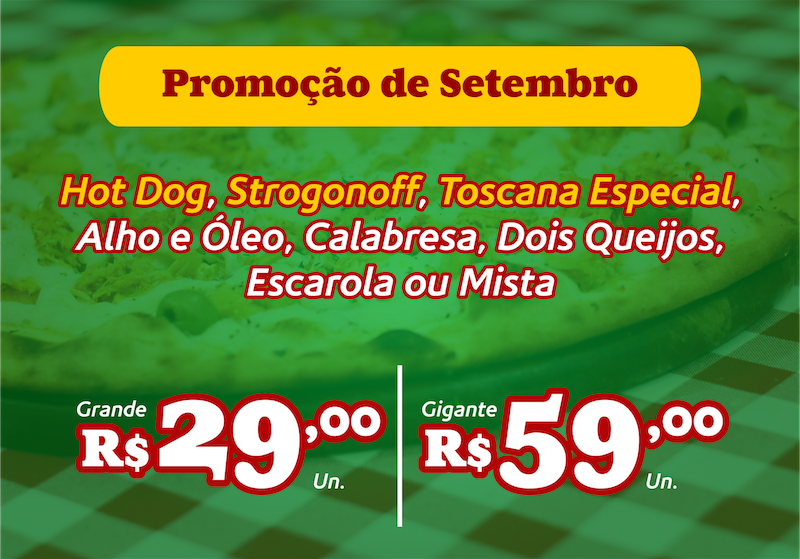 Promoção de Setembro
Hot Dog, Strogonoff, Toscana Especial,
Alho e Óleo, Calabresa, Dois Queijos,
Escarola ou Mista
Grande
R$29,00
Un.
Gigante
R$59,00
Un.